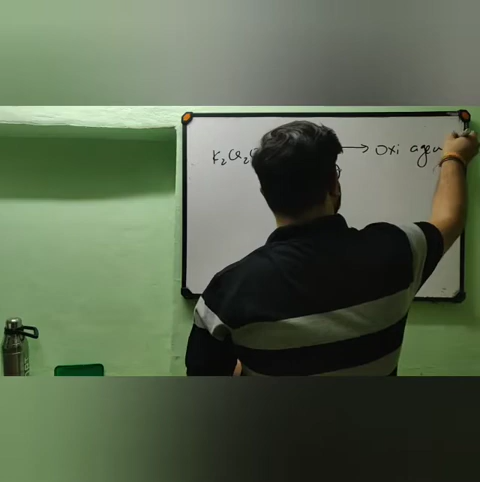 K₂Cr₂ → oxi agen